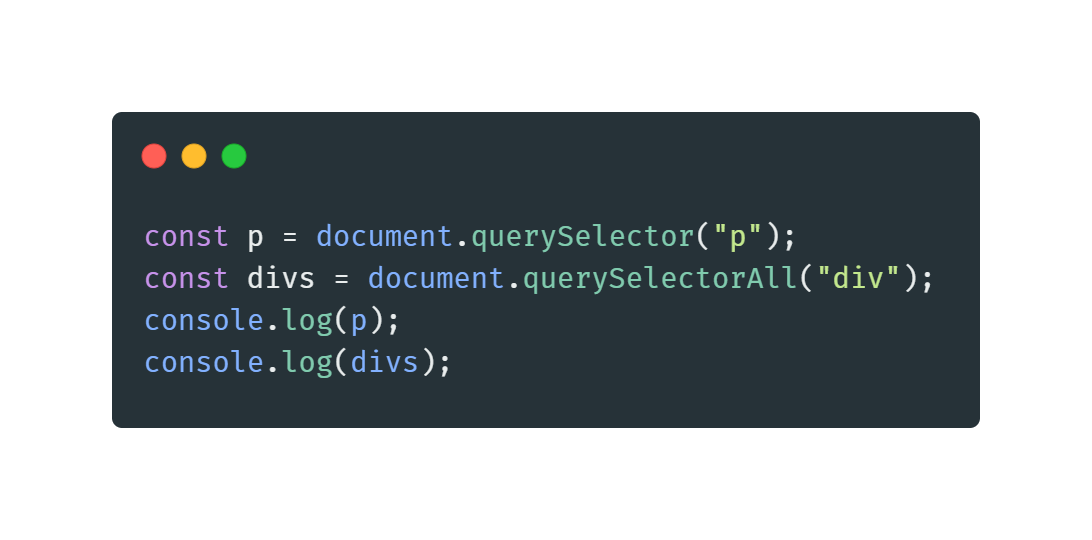 const p = document.querySelector("p");
const divs = document.querySelectorAll("div");
console.log(p);
console.log(divs);